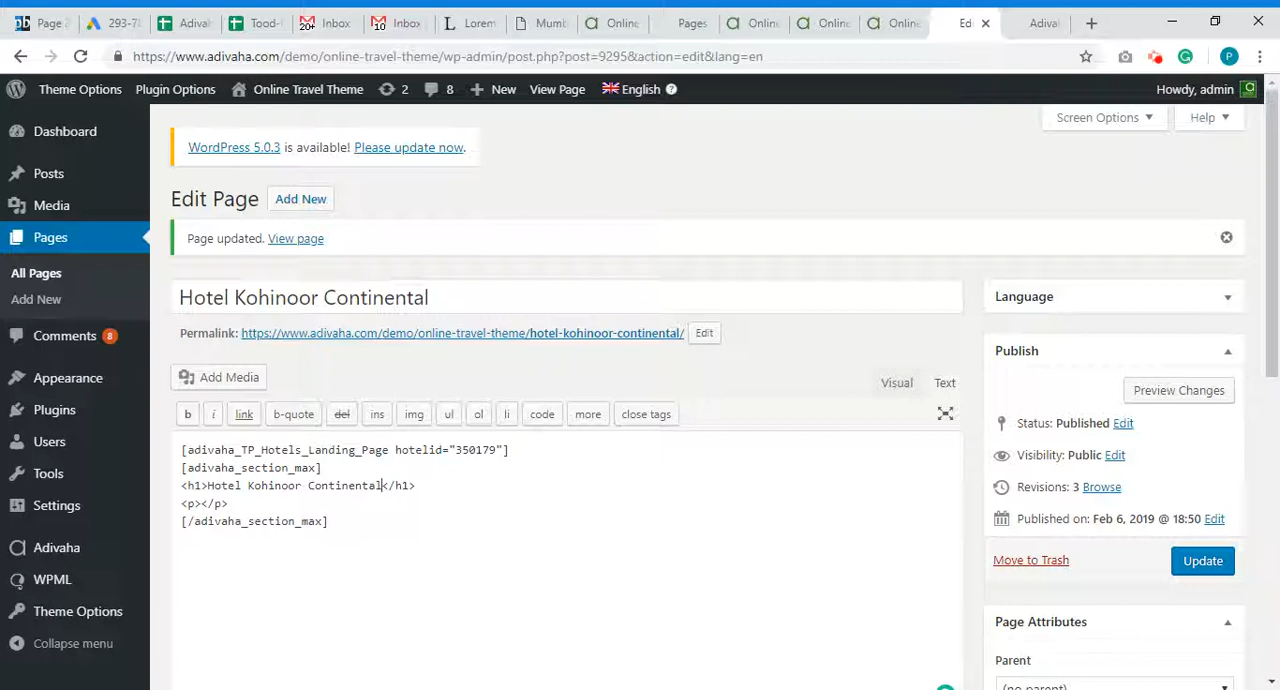 Page 2
293-7
Adivah
Tood-
Inbox
Inbox
Lorem
Mumb
Online
Pages
Online
Online
Online
Edi
Adival
https://www.adivaha.com/demo/online-travel-theme/wp-admin/post.php?post=9295&action=edit&lang=en
P
Theme Options Plugin Options Online Travel Theme 2 8 New View Page English Howdy, admin
Screen Options Help
Dashboard
Posts
Media
Pages
All Pages
Add New
Comments 8
Appearance
Plugins
Users
Tools
Settings
Adivaha
WPML
Theme Options
Collapse menu
WordPress 5.0.3 is available! Please update now.
Edit Page Add New
Page updated. View page
Hotel Kohinoor Continental
Permalink: https://www.adivaha.com/demo/online-travel-theme/hotel-kohinoor-continental/ Edit
Add Media
Visual Text
b i link b-quote del ins img ul ol li code more close tags
[adivaha_TP_Hotels_Landing_Page hotelid="350179"]
[adivaha_section_max]
<h1>Hotel Kohinoor Continental</h1>
<p></p>
[/adivaha_section_max]
Language
Publish
Preview Changes
Status: Published Edit
Visibility: Public Edit
Revisions: 3 Browse
Published on: Feb 6, 2019 @ 18:50 Edit
Move to Trash Update
Page Attributes
Parent
(no parent)